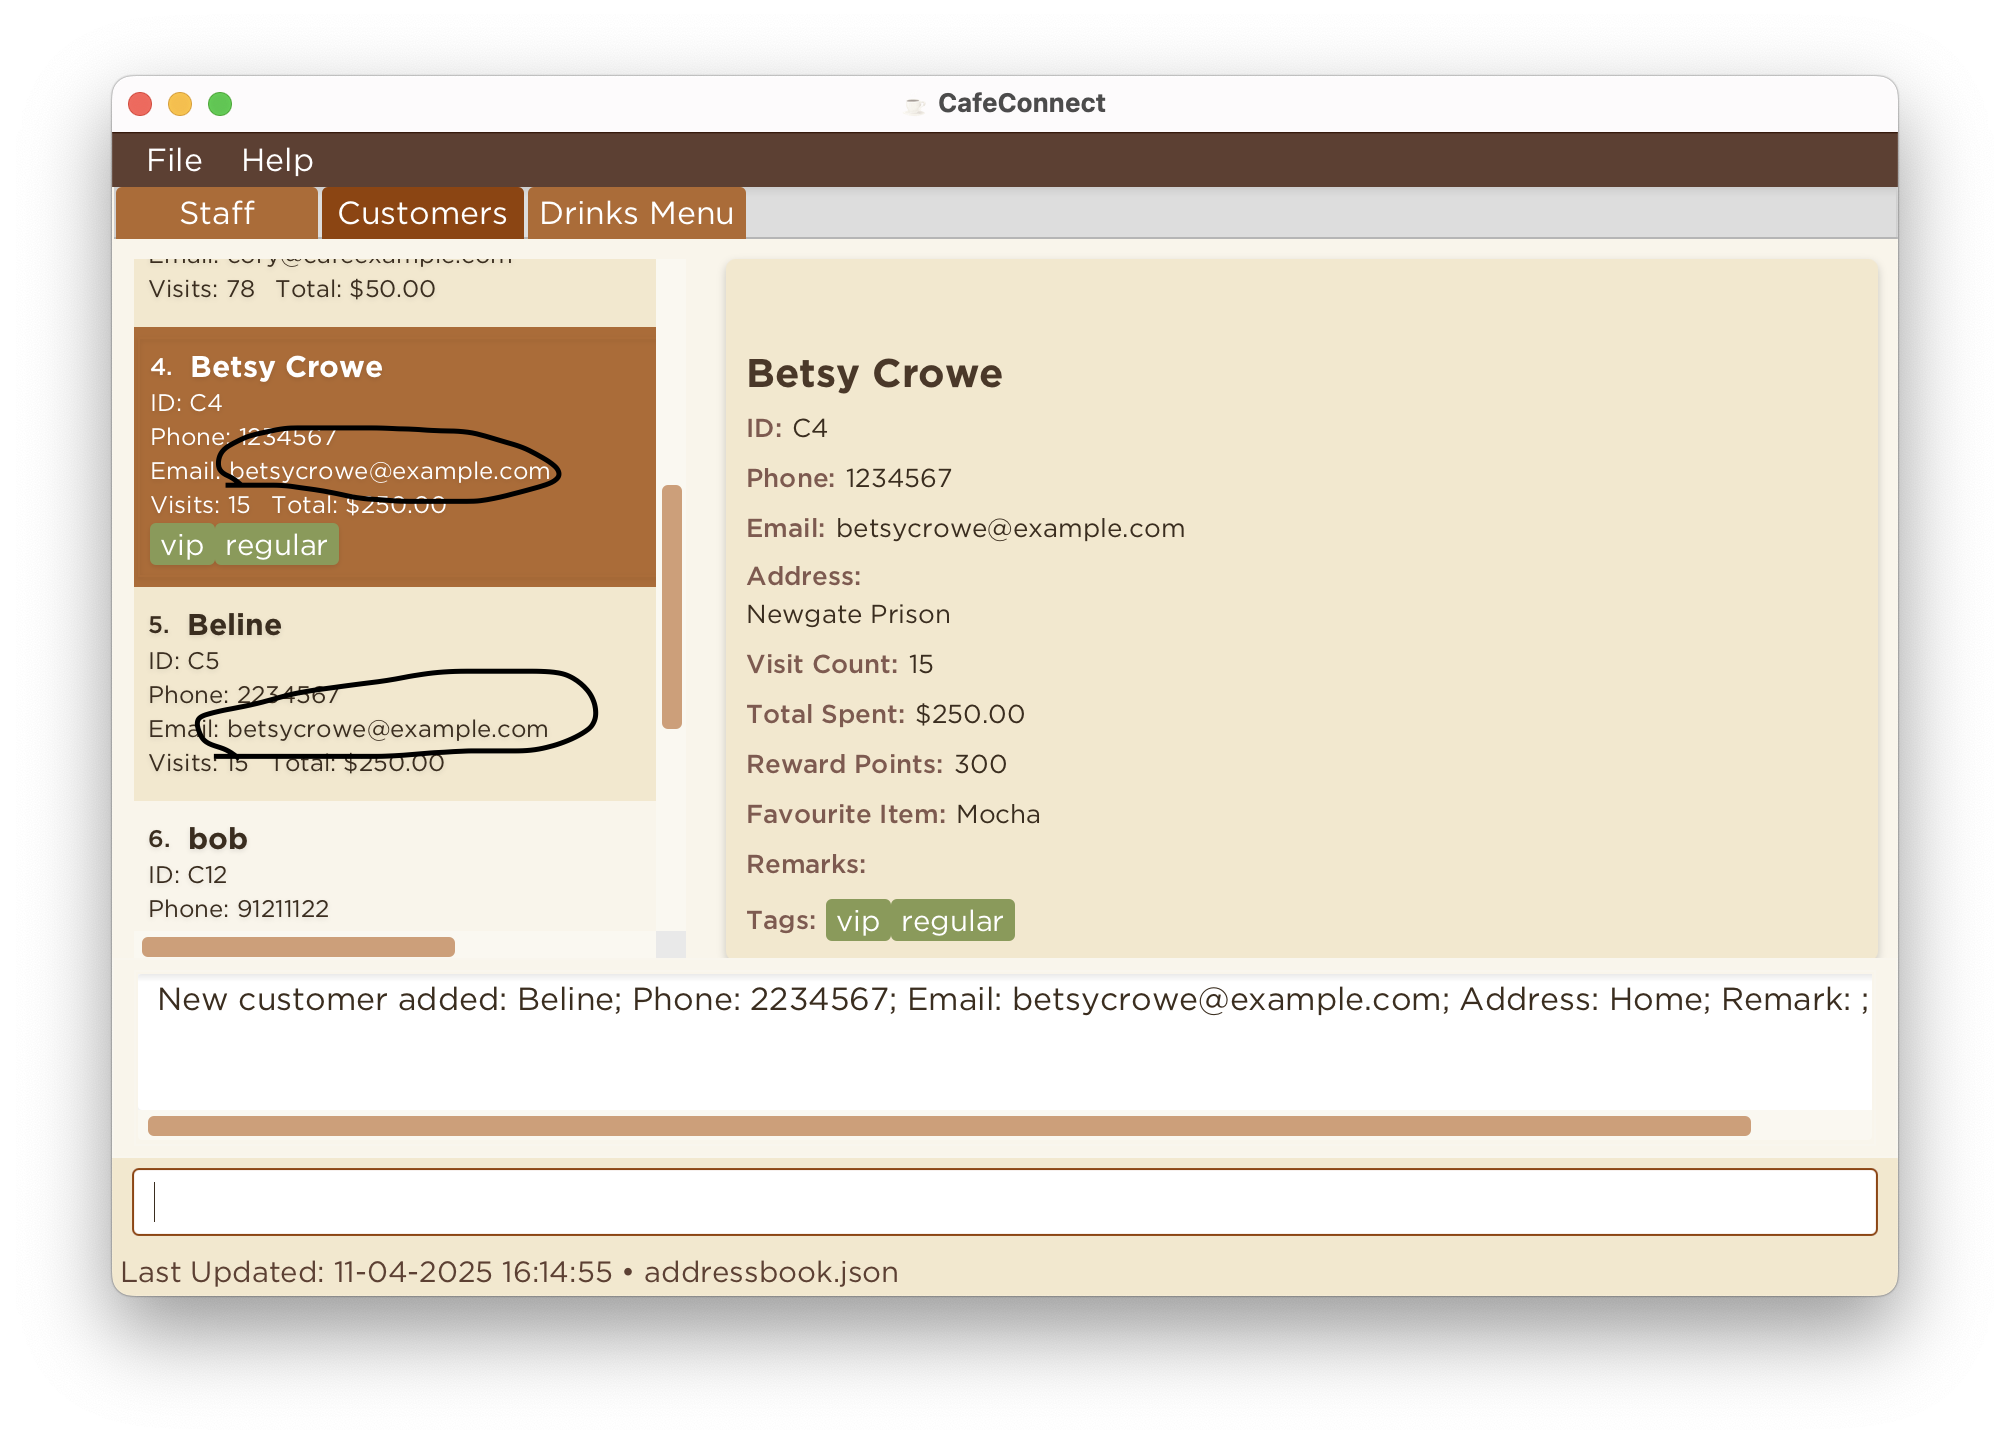 CafeConnect
File Help
Staff Customers Drinks Menu
Email: cory@cafeexample.com
Visits: 78 Total: $50.00
4. Betsy Crowe
ID: C4
Phone: 1234567
Email: betsycrowe@example.com
Visits: 15 Total: $250.00
vip regular
5. Beline
ID: C5
Phone: 2234567
Email: betsycrowe@example.com
Visits: 15 Total: $250.00
6. bob
ID: C12
Phone: 91211122
Betsy Crowe
ID: C4
Phone: 1234567
Email: betsycrowe@example.com
Address:
Newgate Prison
Visit Count: 15
Total Spent: $250.00
Reward Points: 300
Favourite Item: Mocha
Remarks:
Tags: vip regular
New customer added: Beline; Phone: 2234567; Email: betsycrowe@example.com; Address: Home; Remark: ;
Last Updated: 11-04-2025 16:14:55 • addressbook.json